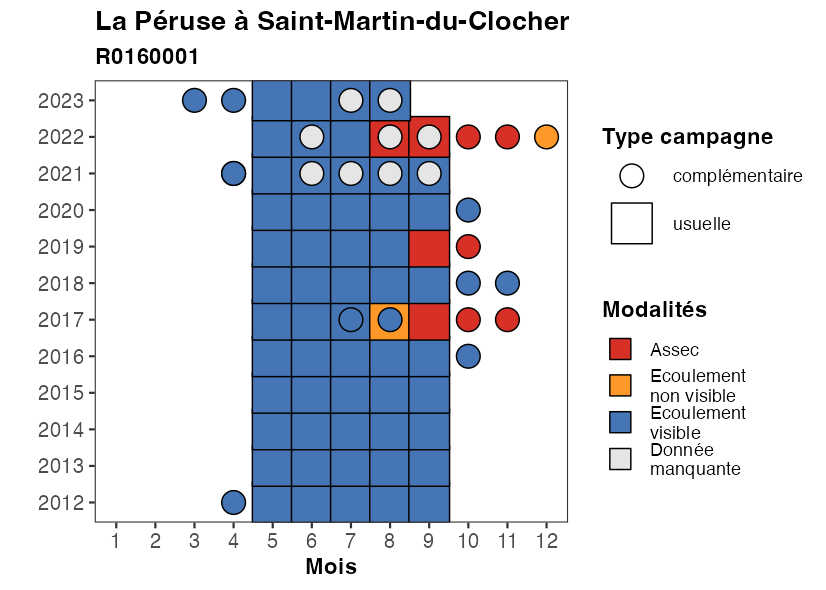 La Péruse à Saint-Martin-du-Clocher
R0160001
2023
2022
2021
2020
2019
2018
2017
2016
2015
2014
2013
2012
1 2 3 4 5 6 7 8 9 10 11 12
Mois
Type campagne
complémentaire
usuelle
Modalités
Assec
Ecoulement
non visible
Ecoulement
visible
Donnée
manquante